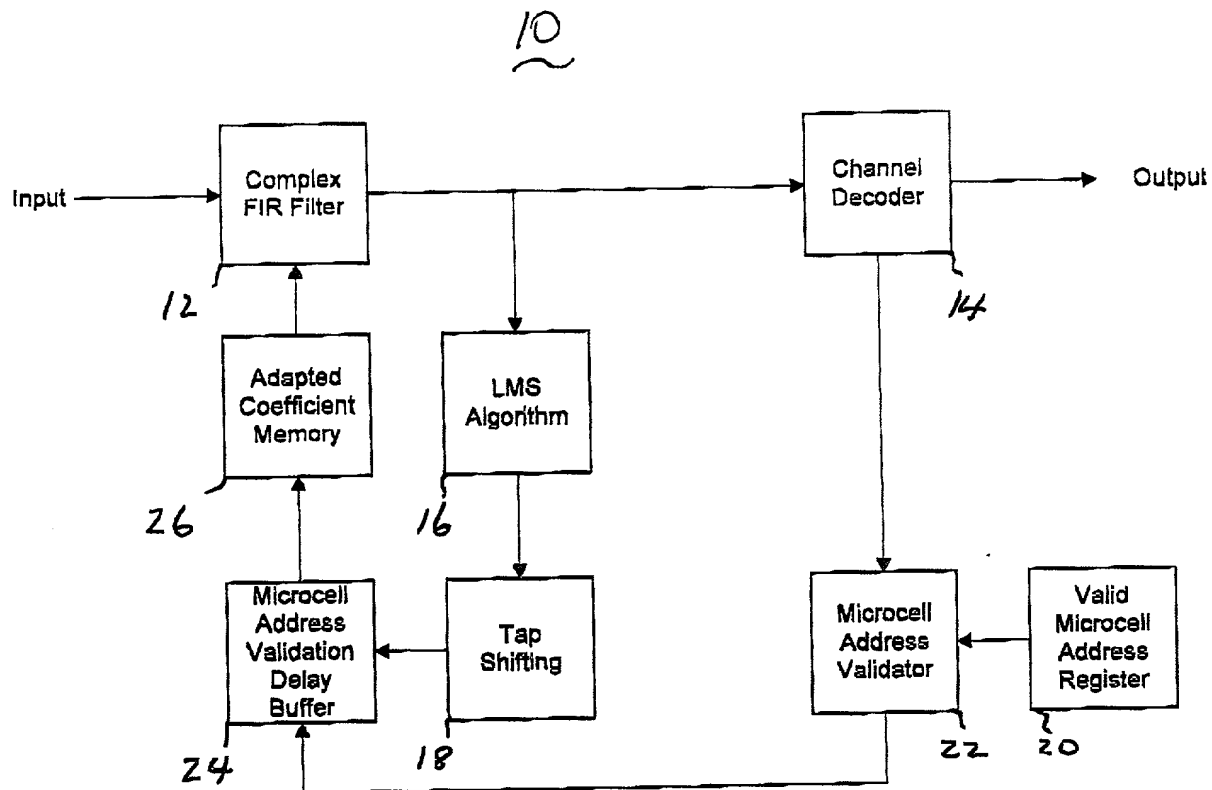 10
Input
Complex
FIR Filter
Channel
Decoder
Output
12
14
Adapted
Coefficient
Memory
LMS
Algorithm
26
16
Microcell
Address
Validation
Delay
Buffer
Tap
Shifting
Microcell
Address
Validator
Valid
Microcell
Address
Register
24
18
22
20